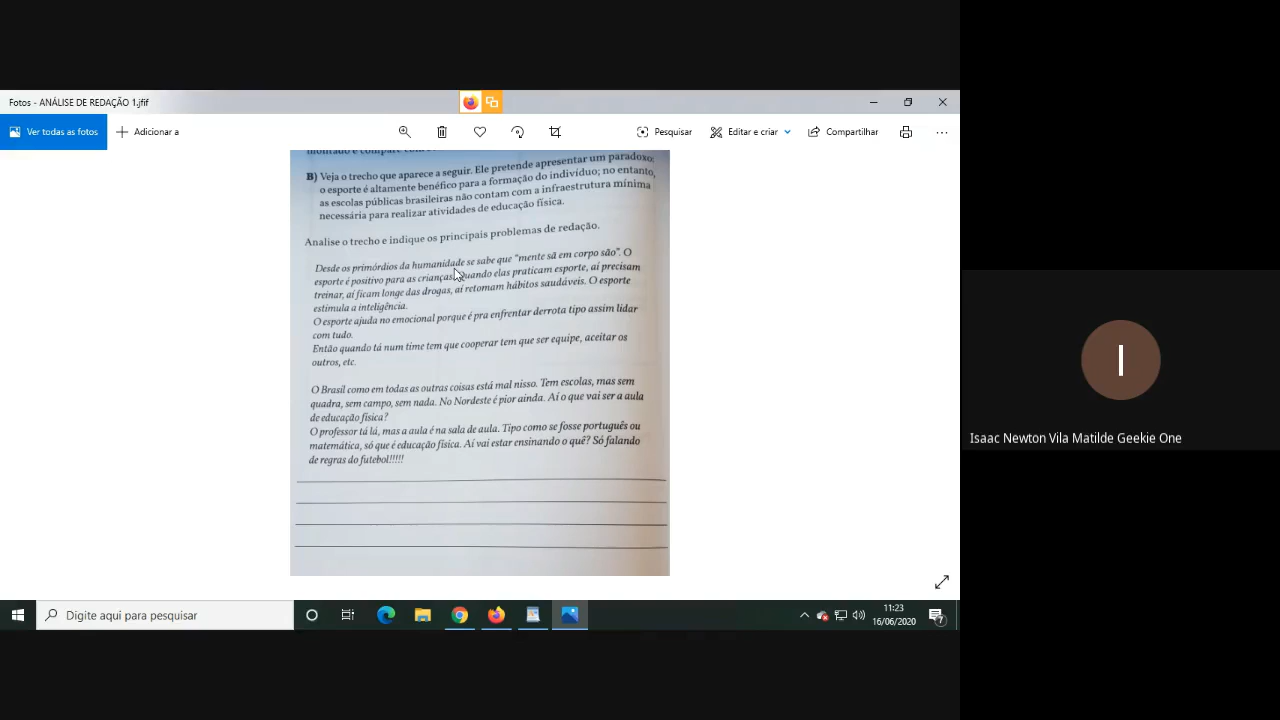 Fotos - ANÁLISE DE REDAÇÃO 1.jfif
Ver todas as fotos
Adicionar a
Pesquisar
Editar e criar
Compartilhar
B) Veja o trecho que aparece a seguir. Ele pretende apresentar um paradoxo:
o esporte é altamente benéfico para a formação do indivíduo; no entanto,
as escolas públicas brasileiras não contam com a infraestrutura mínima
necessária para realizar atividades de educação física.
Analise o trecho e indique os principais problemas de redação.
Desde os primórdios da humanidade se sabe que "mente sã em corpo são". O
esporte é positivo para as crianças, quando elas praticam esporte, aí precisam
treinar, aí ficam longe das drogas, aí retomam hábitos saudáveis. O esporte
estimula a inteligência.
O esporte ajuda no emocional porque é pra enfrentar derrota tipo assim lidar
com tudo.
Então quando tá num time tem que cooperar tem que ser equipe, aceitar os
outros, etc.
O Brasil como em todas as outras coisas está mal nisso. Tem escolas, mas sem
quadra, sem campo, sem nada. No Nordeste é pior ainda. Aí o que vai ser a aula
de educação física?
O professor tá lá, mas a aula é na sala de aula. Tipo como se fosse português ou
matemática, só que é educação física. Aí vai estar ensinando o quê? Só falando
de regras do futebol!!!!!
I
Isaac Newton Vila Matilde Geekie One
Digite aqui para pesquisar
11:23
16/06/2020
7